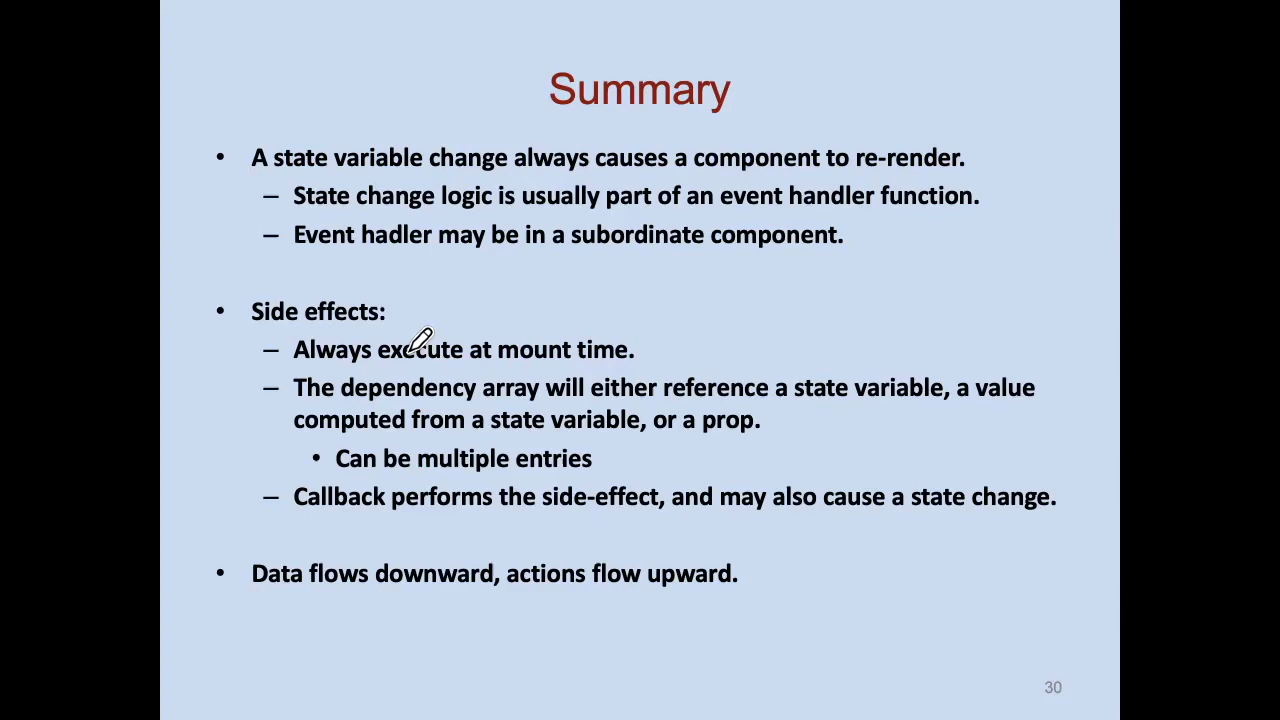 Summary
• A state variable change always causes a component to re-render.
– State change logic is usually part of an event handler function.
– Event hadler may be in a subordinate component.
• Side effects:
– Always execute at mount time.
– The dependency array will either reference a state variable, a value
computed from a state variable, or a prop.
• Can be multiple entries
– Callback performs the side-effect, and may also cause a state change.
• Data flows downward, actions flow upward.
30